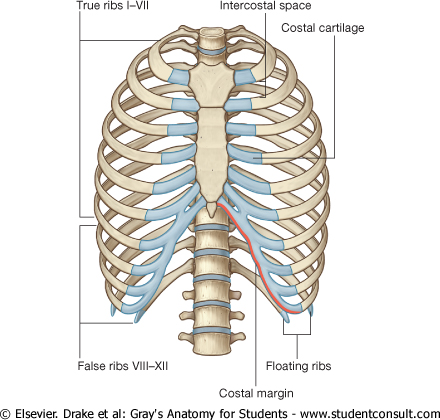 True ribs I–VII
Intercostal space
Costal cartilage
False ribs VIII–XII
Floating ribs
Costal margin
© Elsevier. Drake et al: Gray's Anatomy for Students - www.studentconsult.com